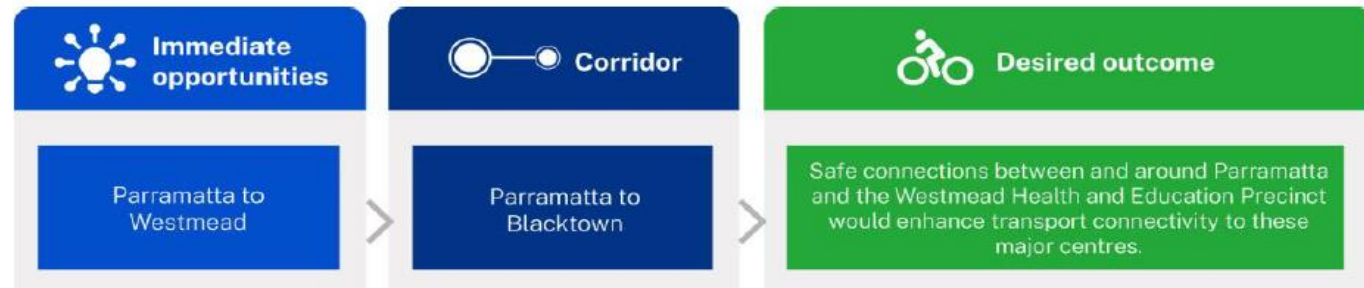 Immediate
opportunities
Corridor
Desired outcome
Parramatta to
Westmead
Parramatta to
Blacktown
Safe connections between and around Parramatta
and the Westmead Health and Education Precinct
would enhance transport connectivity to these
major centres.